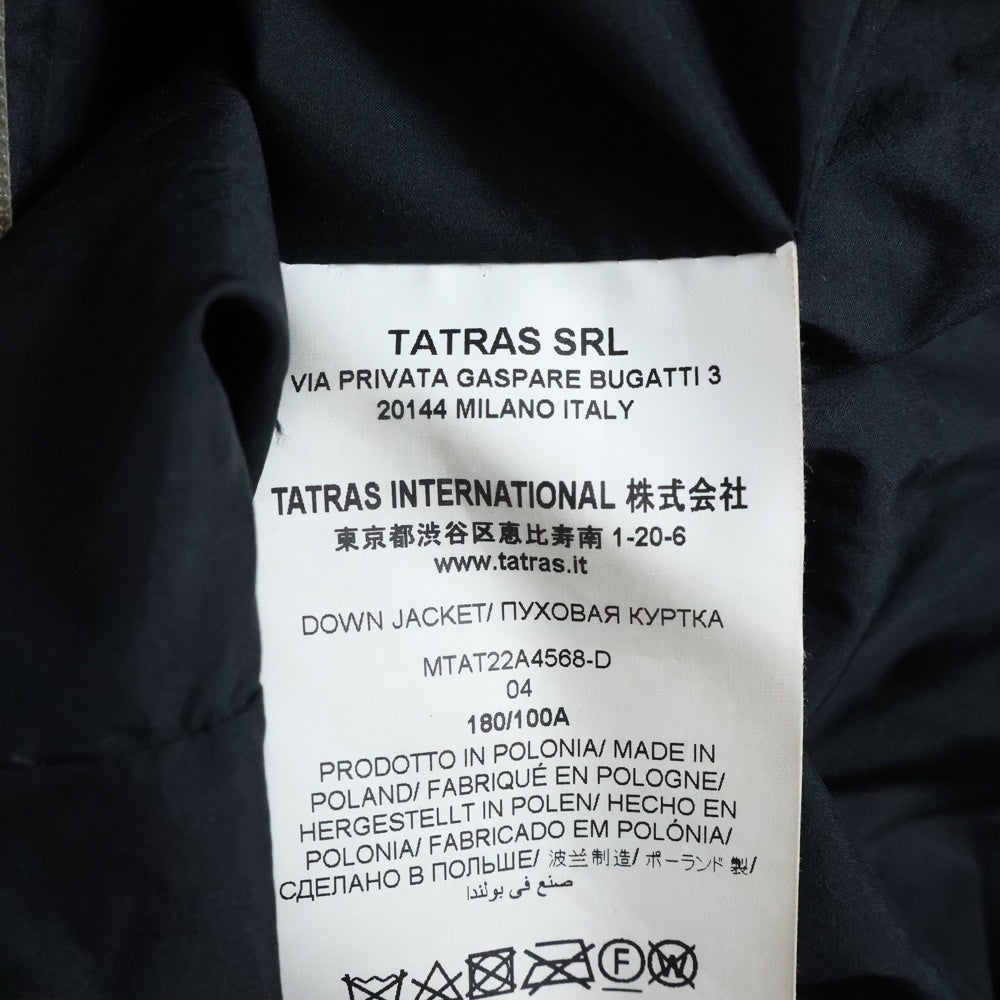 TATRAS SRL
VIA PRIVATA GASPARE BUGATTI 3
20144 MILANO ITALY
TATRAS INTERNATIONAL 株式会社
東京都渋谷区恵比寿南 1-20-6
www.tatras.it
DOWN JACKET/ ПУХОВАЯ КУРТКА
MTAT22A4568-D
04
180/100A
PRODOTTO IN POLONIA/ MADE IN
POLAND/ FABRIQUÉ EN POLOGNE/
HERGESTELLT IN POLEN/ HECHO EN
POLONIA/ FABRICADO EM POLÓNIA/
СДЕЛАНО В ПОЛЬШЕ/ 波兰制造/ ポーランド 製/
صنع في بولندا
F W